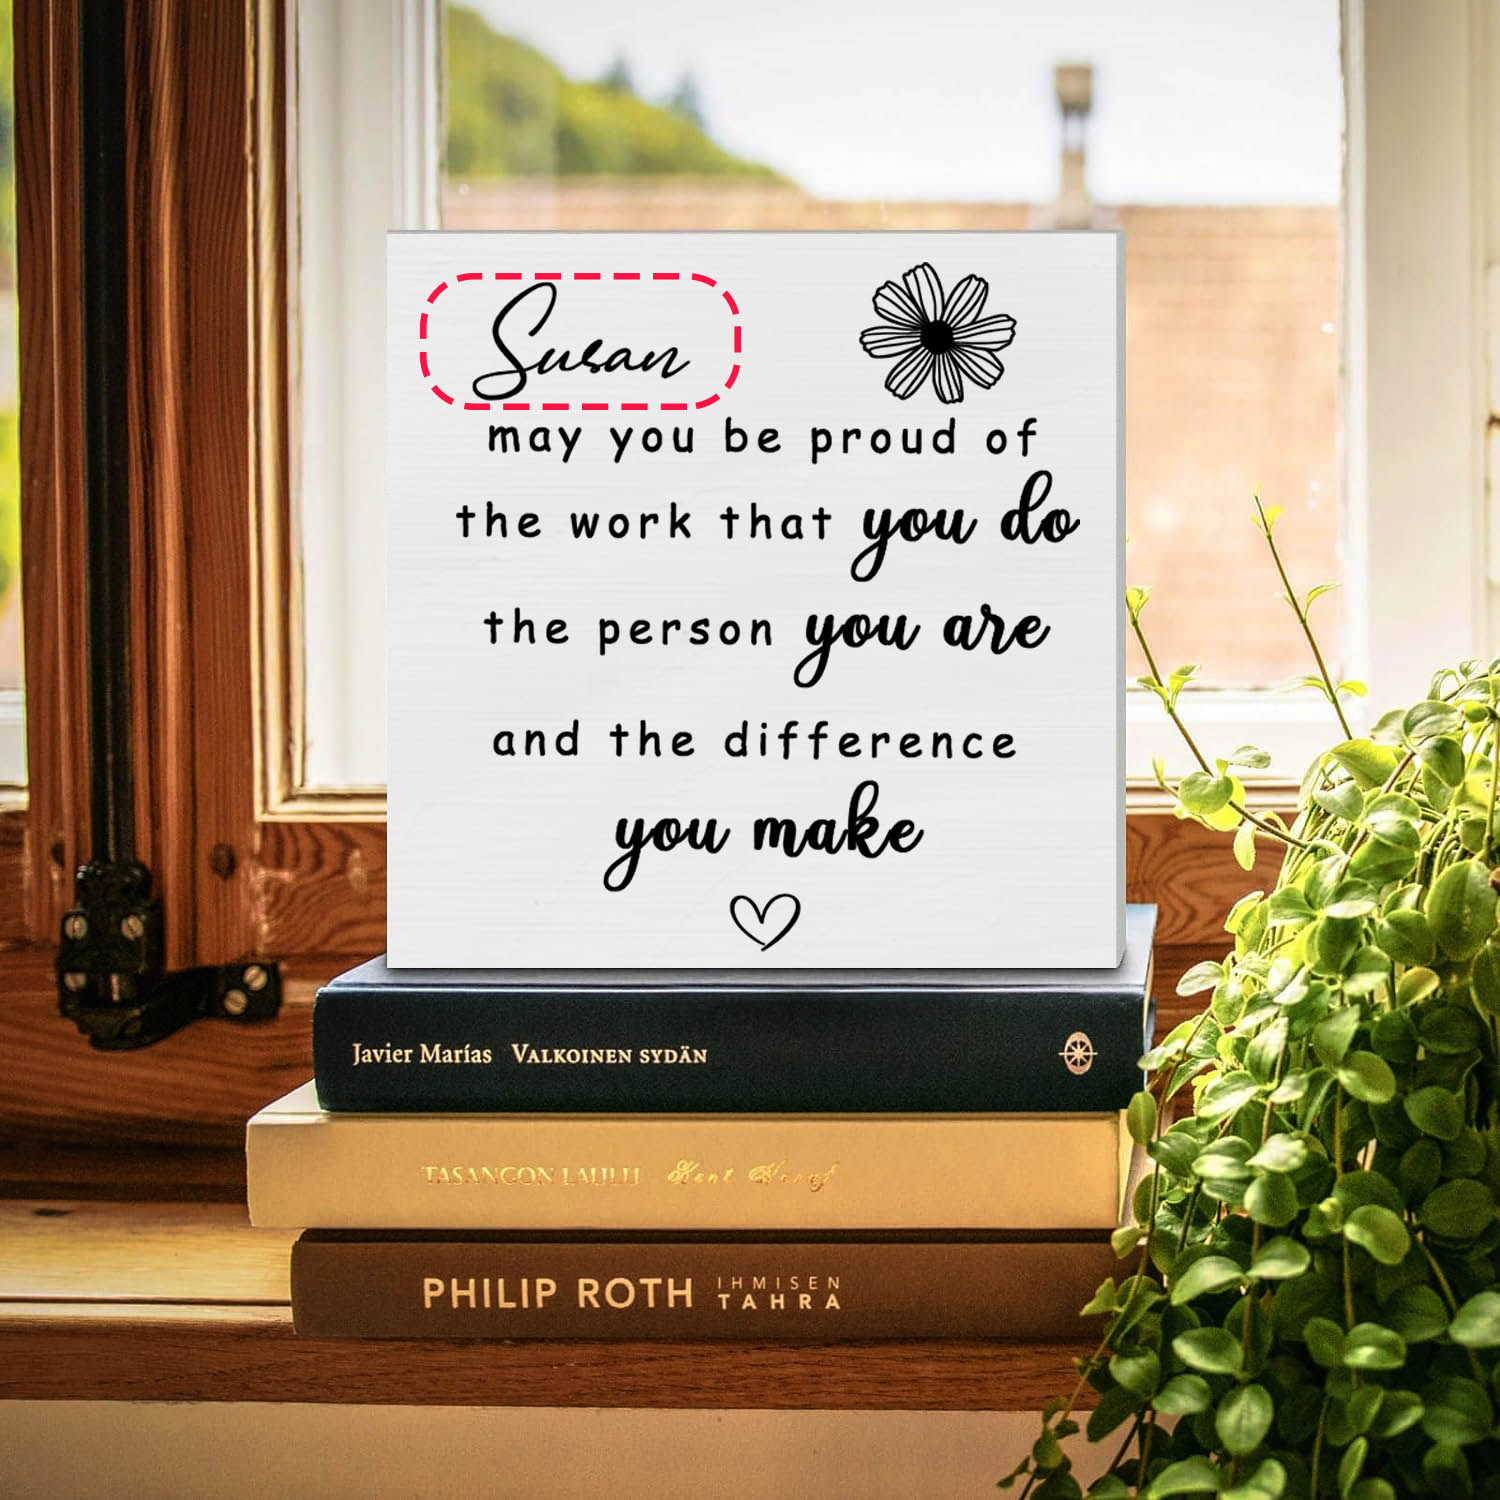 Susan
may you be proud of
the work that you do
the person you are
and the difference
you make
Javier Marías VALKOINEN SYDÄN
TASANGON LAULU Kent Haruf
PHILIP ROTH IHMISEN
TAHRA